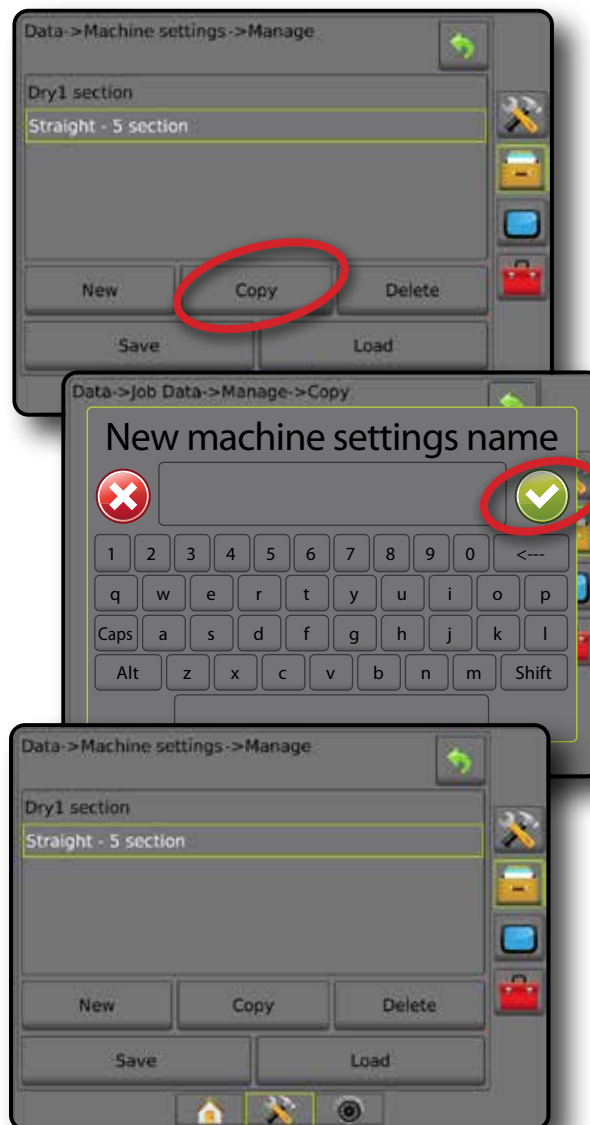 Data->Machine settings->Manage
Dry1 section
Straight - 5 section
New Copy Delete
Save Load
Data->Job Data->Manage->Copy
New machine settings name
1 2 3 4 5 6 7 8 9 0 <---
q w e r t y u i o p
Caps a s d f g h j k l
Alt z x c v b n m Shift
Data->Machine settings->Manage
Dry1 section
Straight - 5 section
New Copy Delete
Save Load